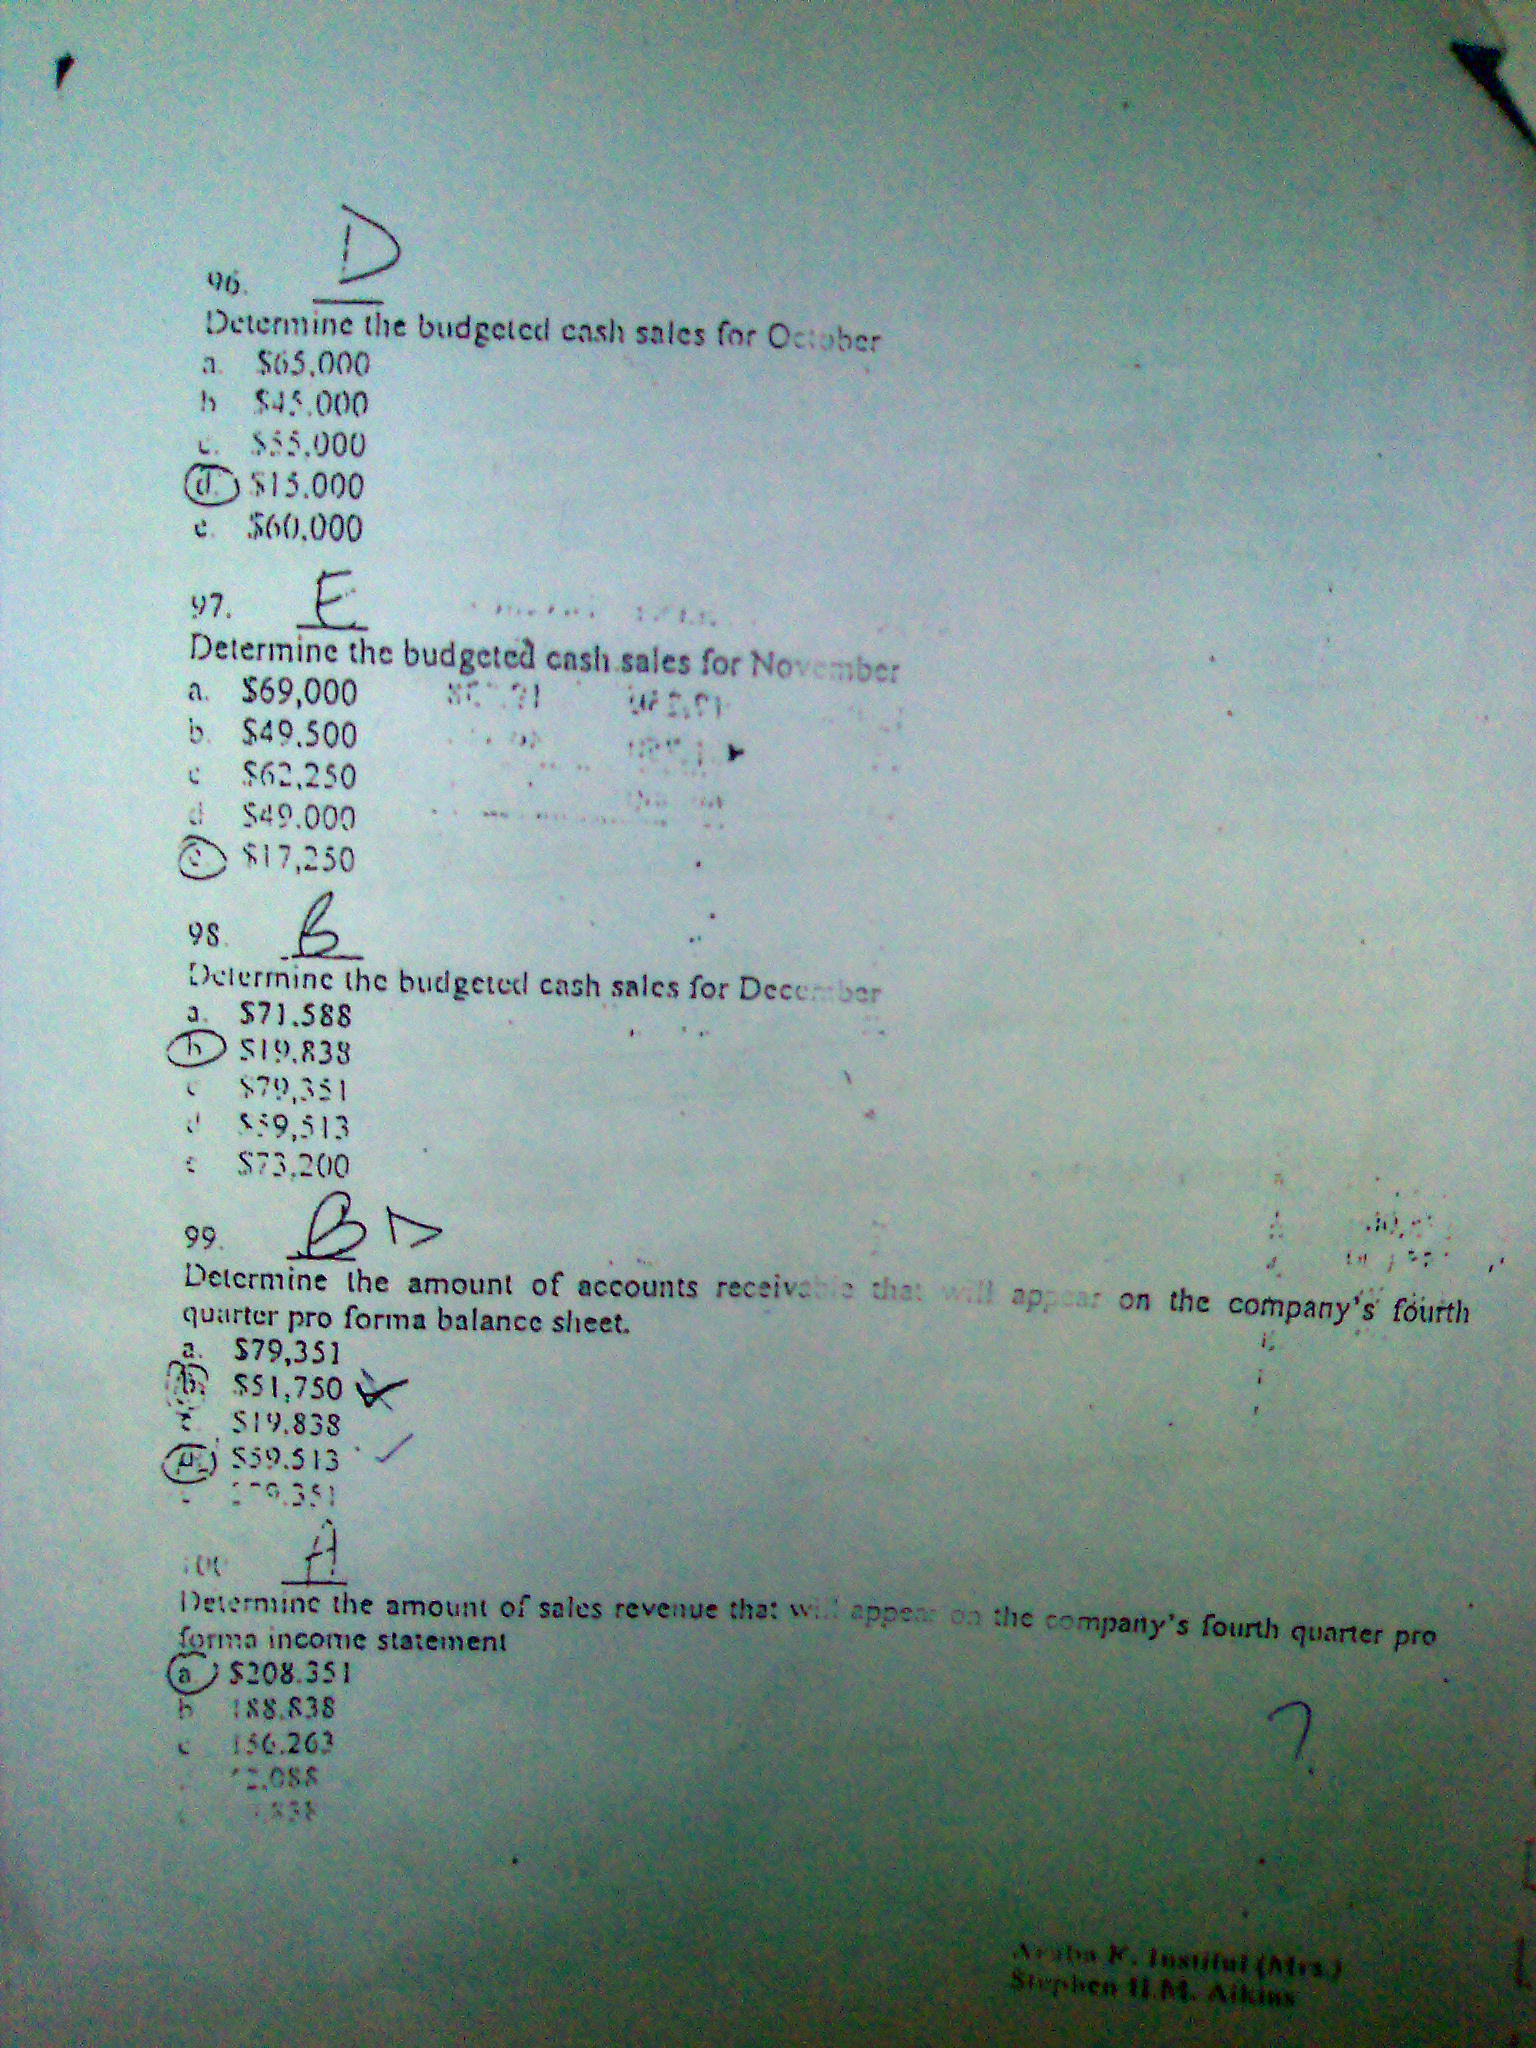 D
96.
Determine the budgeted cash sales for October
a. $65,000
b $45,000
c. $55,000
d. $15,000
e. $60,000
E
97.
Determine the budgeted cash sales for November
a. $69,000
b. $49,500
c $62,250
d $49,000
e. $17,250
B
98.
Determine the budgeted cash sales for December
a. $71,588
b $19,838
c $79,351
d $59,513
e $73,200
99. B D
Determine the amount of accounts receivable that will appear on the company's fourth
quarter pro forma balance sheet.
a. $79,351
b. $51,750
c $19,838
d. $59,513
A
100
Determine the amount of sales revenue that will appear on the company's fourth quarter pro
forma income statement
a. $208,351
b 188,838
c 156,263
?
Stephen H.M. Aikins